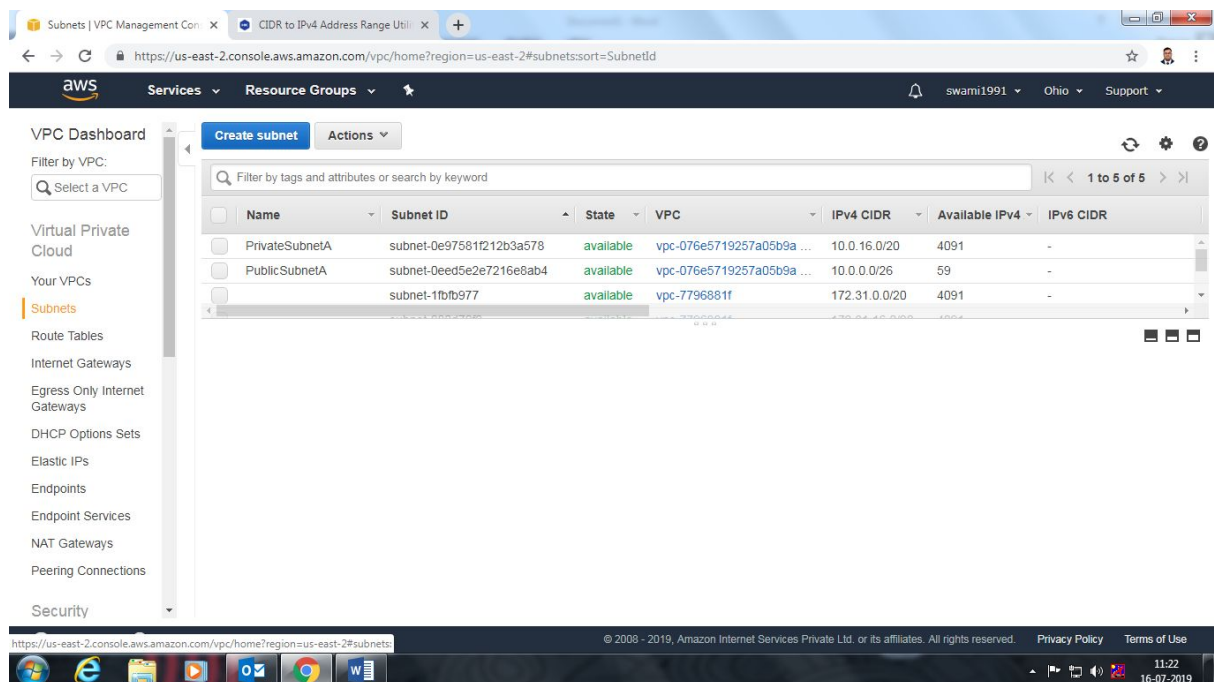 Subnets | VPC Management Con
CIDR to IPv4 Address Range Utili
https://us-east-2.console.aws.amazon.com/vpc/home?region=us-east-2#subnets:sort=SubnetId
aws Services Resource Groups swami1991 Ohio Support
VPC Dashboard
Filter by VPC:
Select a VPC
Virtual Private
Cloud
Your VPCs
Subnets
Route Tables
Internet Gateways
Egress Only Internet
Gateways
DHCP Options Sets
Elastic IPs
Endpoints
Endpoint Services
NAT Gateways
Peering Connections
Security
Create subnet Actions
Filter by tags and attributes or search by keyword
1 to 5 of 5
Name Subnet ID State VPC IPv4 CIDR Available IPv4 IPv6 CIDR
PrivateSubnetA subnet-0e97581f212b3a578 available vpc-076e5719257a05b9a ... 10.0.16.0/20 4091 -
PublicSubnetA subnet-0eed5e2e7216e8ab4 available vpc-076e5719257a05b9a ... 10.0.0.0/26 59 -
subnet-1fbfb977 available vpc-7796881f 172.31.0.0/20 4091 -
https://us-east-2.console.aws.amazon.com/vpc/home?region=us-east-2#subnets:
© 2008 - 2019, Amazon Internet Services Private Ltd. or its affiliates. All rights reserved. Privacy Policy Terms of Use
11:22
16-07-2019